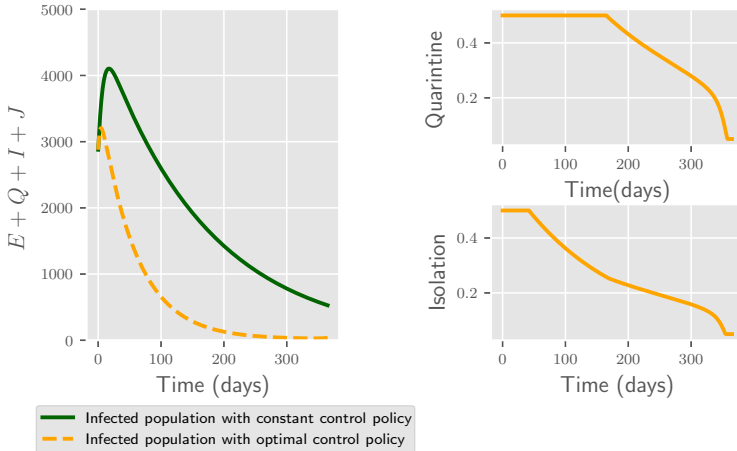 5000
4000
3000
2000
1000
0
E + Q + I + J
0
100
200
300
Time (days)
Infected population with constant control policy
Infected population with optimal control policy
0.4
0.2
Quarintine
0
100
200
300
Time(days)
0.4
0.2
Isolation
0
100
200
300
Time (days)